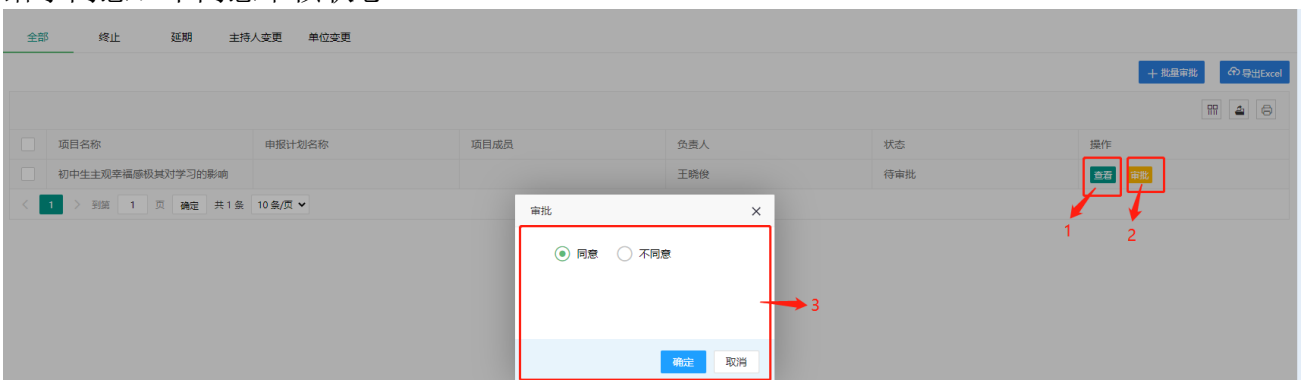 全部 终止 延期 主持人变更 单位变更
+ 批量审批 导出Excel
项目名称 申报计划名称 项目成员 负责人 状态 操作
初中生主观幸福感极其对学习的影响 王晓俊 待审批 查看 审批
< 1 > 到第 1 页 确定 共 1 条 10 条/页
审批 ×
1 2
同意 不同意
3
确定 取消